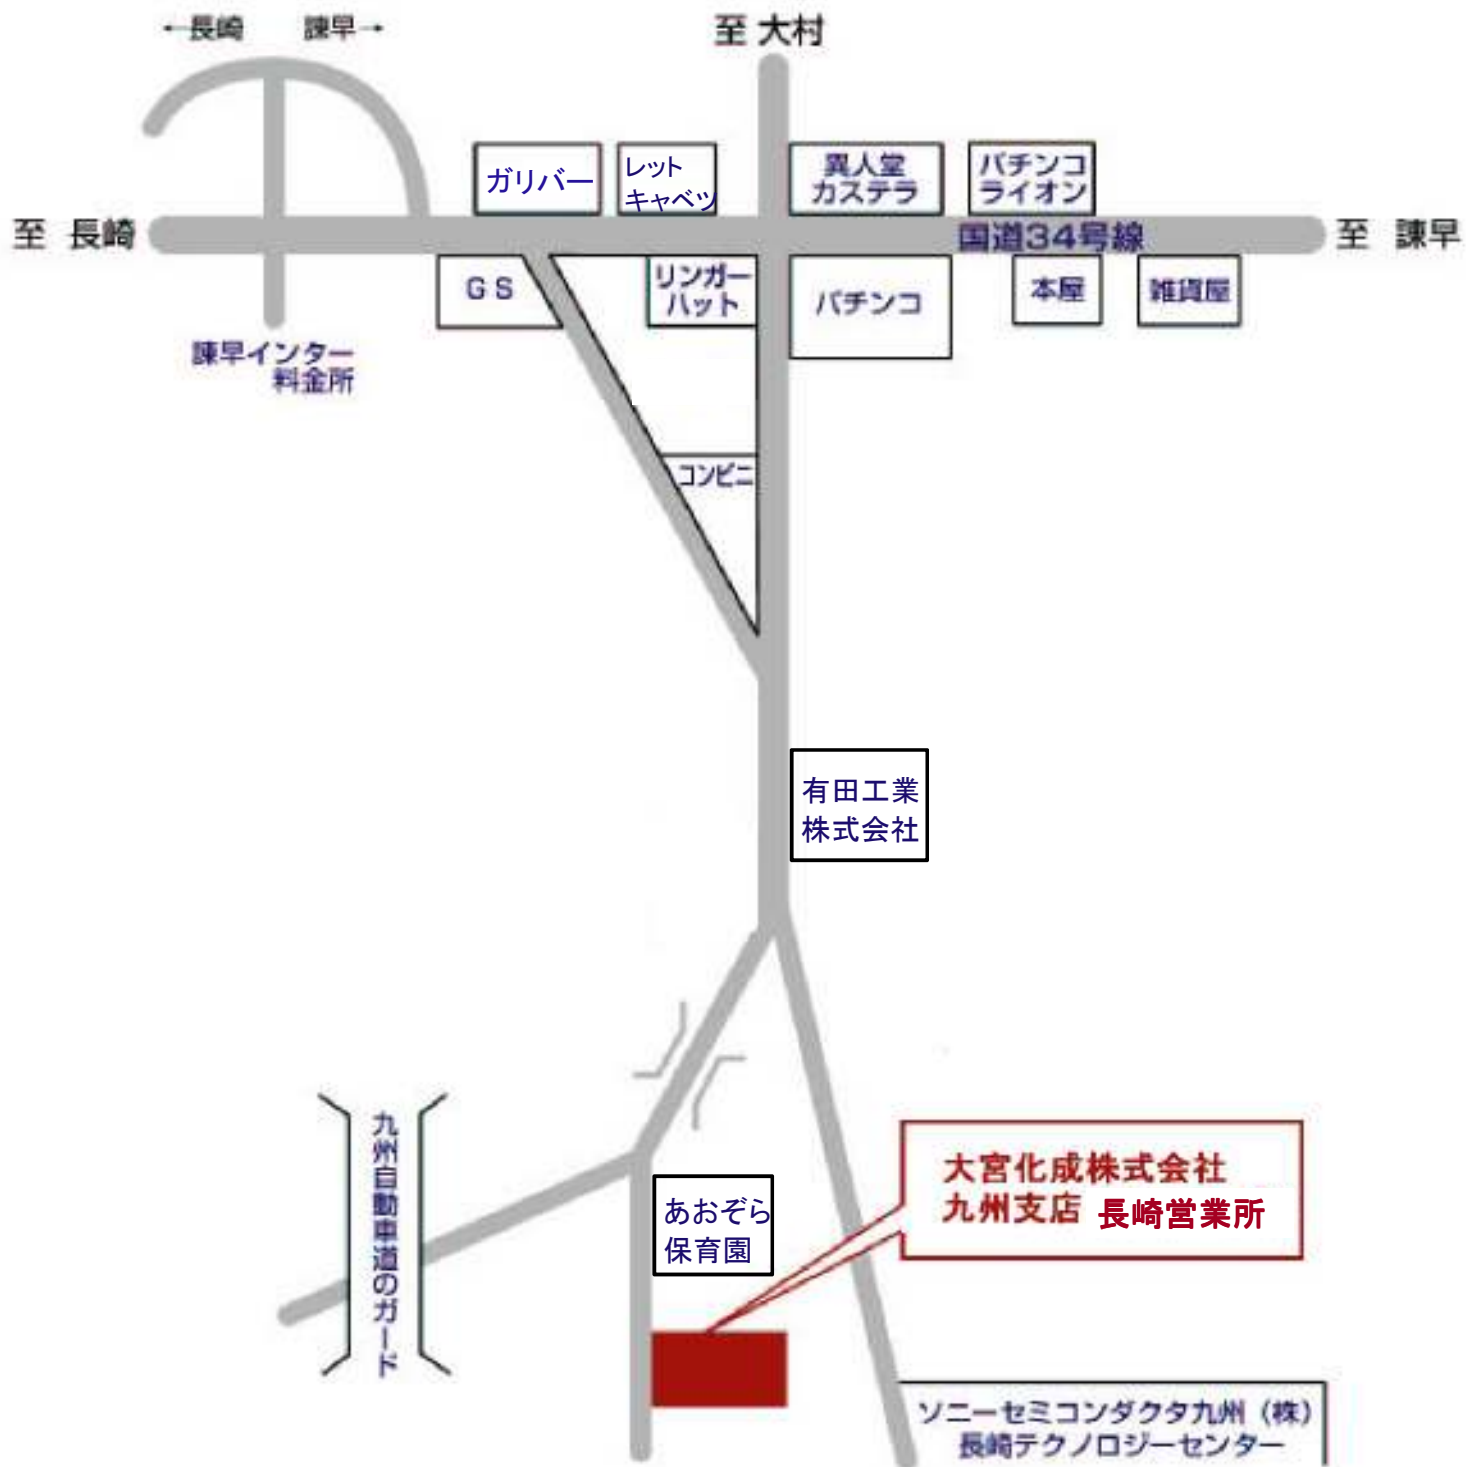 ←長崎 諫早→
至 大村
ガリバー
レット
キャベツ
異人堂
カステラ
パチンコ
ライオン
至 長崎
国道34号線
至 諫早
GS
リンガー
ハット
パチンコ
本屋
雑貨屋
諫早インター
料金所
コンビニ
有田工業
株式会社
九州自動車道のガード
大宮化成株式会社
九州支店 長崎営業所
あおぞら
保育園
ソニーセミコンダクタ九州（株）
長崎テクノロジーセンター